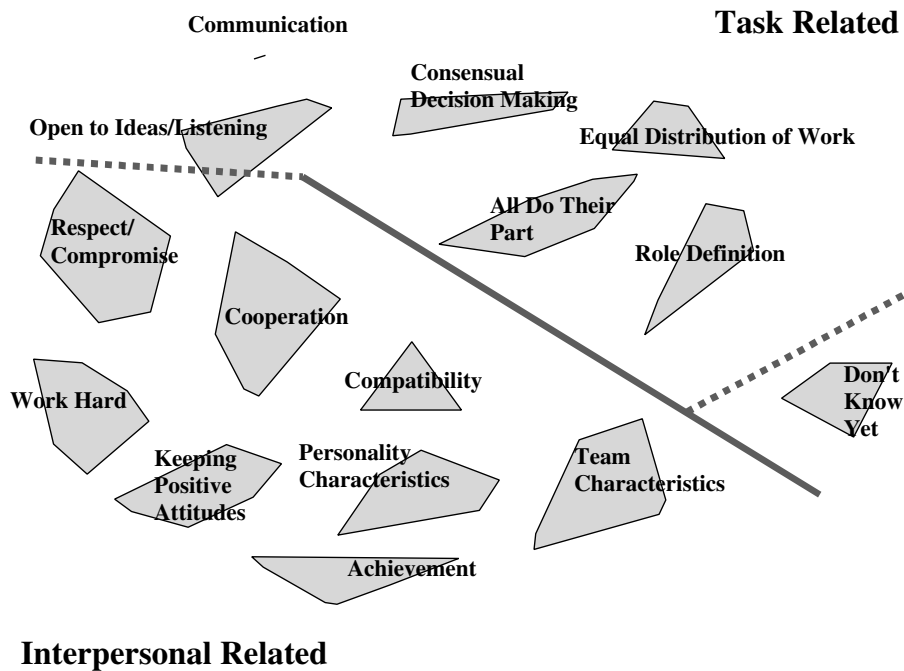 Communication
Task Related
Consensual
Decision Making
Open to Ideas/Listening
Equal Distribution of Work
Respect/
Compromise
All Do Their
Part
Role Definition
Cooperation
Compatibility
Don't
Know
Yet
Work Hard
Keeping
Positive
Attitudes
Personality
Characteristics
Team
Characteristics
Achievement
Interpersonal Related